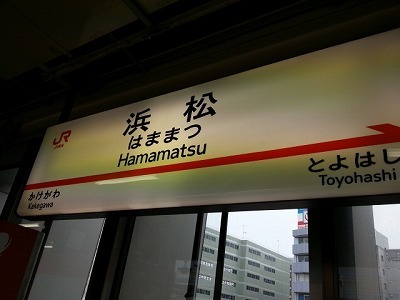 JR
浜 松
はままつ
Hamamatsu
かけがわ
Kakegawa
とよはし
Toyohashi